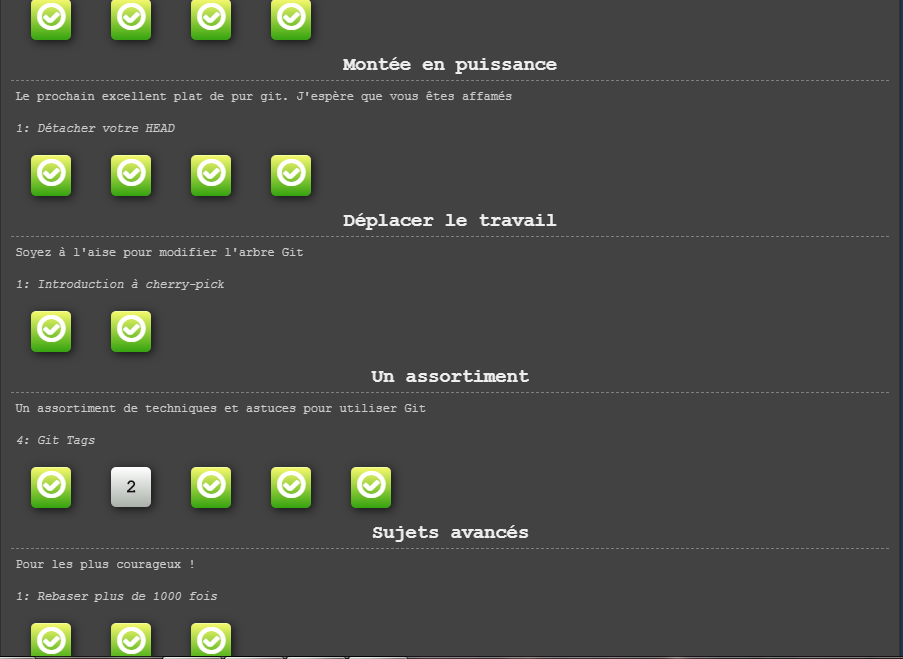 Montée en puissance
Le prochain excellent plat de pur git. J'espère que vous êtes affamés
1: Détacher votre HEAD
Déplacer le travail
Soyez à l'aise pour modifier l'arbre Git
1: Introduction à cherry-pick
Un assortiment
Un assortiment de techniques et astuces pour utiliser Git
4: Git Tags
2
Sujets avancés
Pour les plus courageux !
1: Rebaser plus de 1000 fois